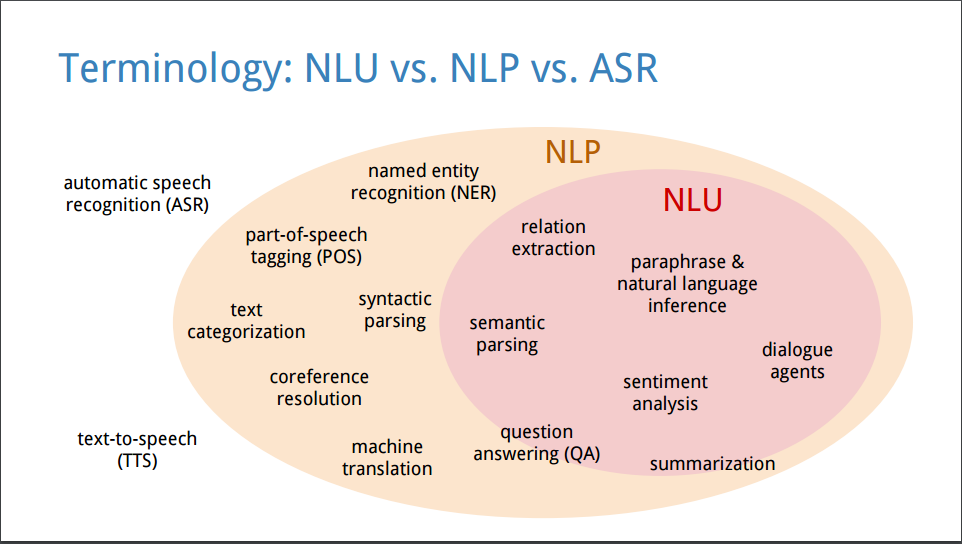 Terminology: NLU vs. NLP vs. ASR
NLP
NLU
automatic speech
recognition (ASR)
named entity
recognition (NER)
part-of-speech
tagging (POS)
relation
extraction
paraphrase &
natural language
inference
text
categorization
syntactic
parsing
semantic
parsing
dialogue
agents
coreference
resolution
sentiment
analysis
text-to-speech
(TTS)
machine
translation
question
answering (QA)
summarization